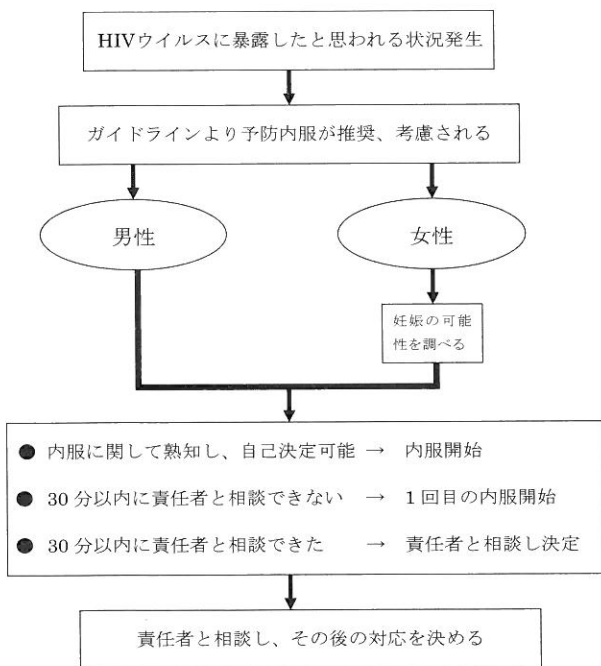 HIVウイルスに暴露したと思われる状況発生
ガイドラインより予防内服が推奨、考慮される
男性
女性
妊娠の可能
性を調べる
● 内服に関して熟知し、自己決定可能 → 内服開始
● 30分以内に責任者と相談できない → 1回目の内服開始
● 30分以内に責任者と相談できた → 責任者と相談し決定
責任者と相談し、その後の対応を決める